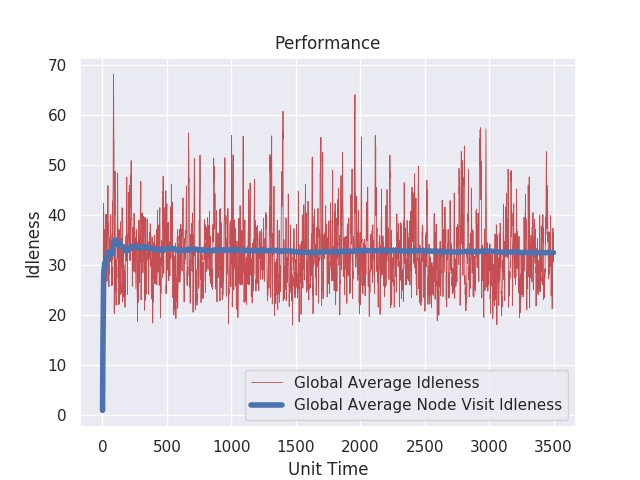 Performance
70
60
50
40
30
20
10
0
Idleness
Global Average Idleness
Global Average Node Visit Idleness
0 500 1000 1500 2000 2500 3000 3500
Unit Time